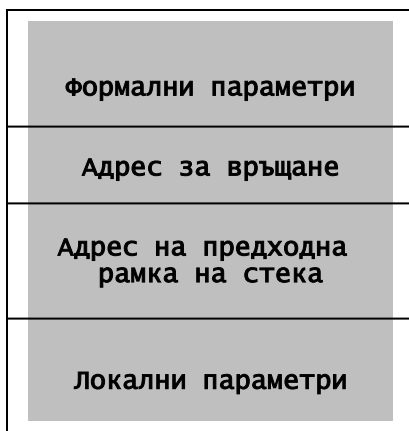 Формални параметри
Адрес за връщане
Адрес на предходна
рамка на стека
Локални параметри